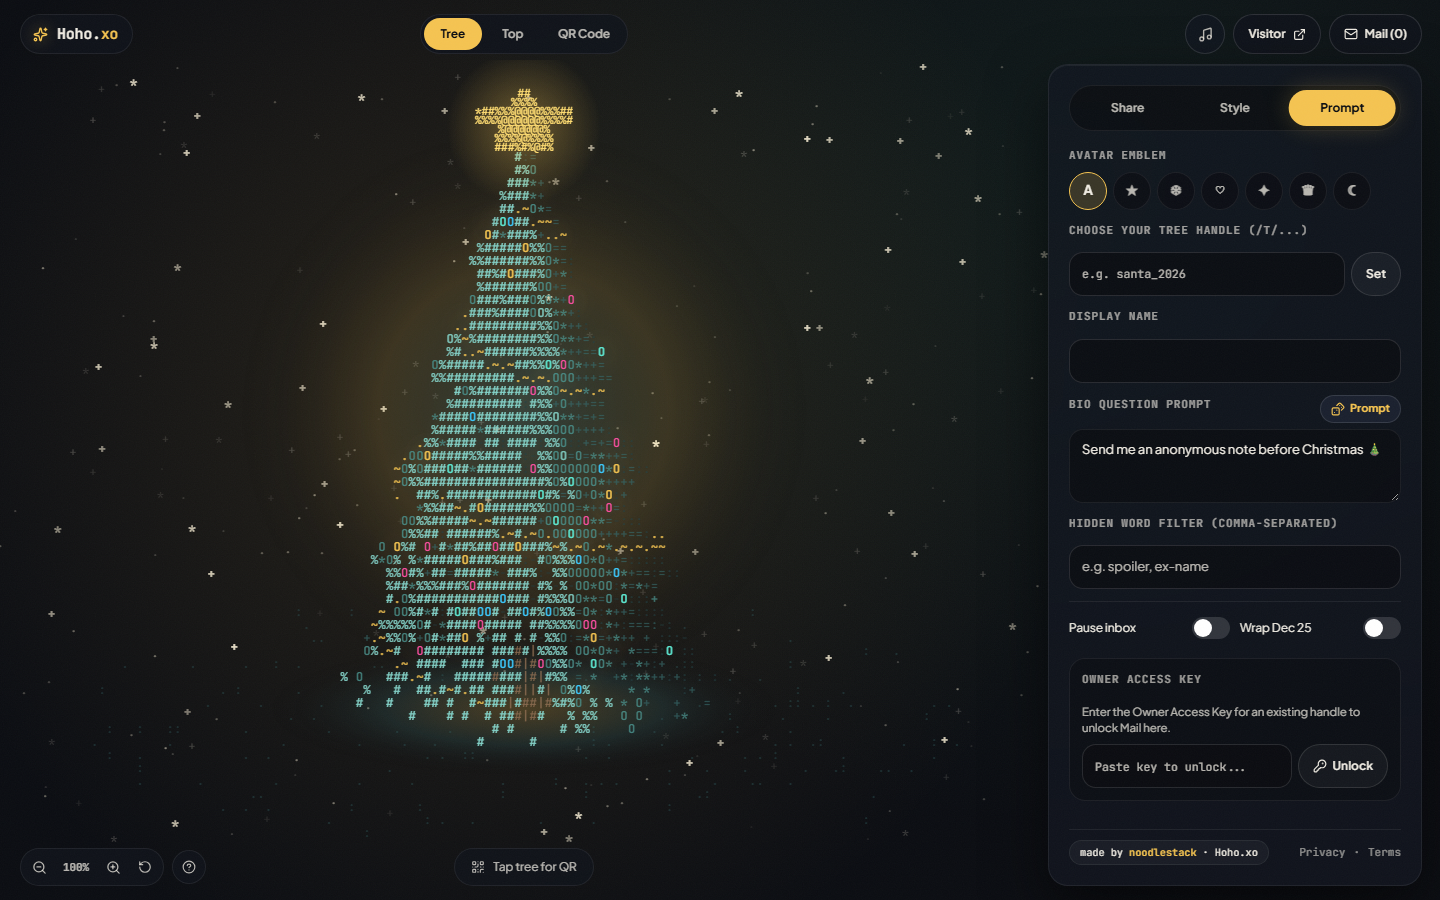 Hoho.xo
Tree
Top
QR Code
Visitor
Mail (0)
Share
Style
Prompt
AVATAR EMBLEM
A
CHOOSE YOUR TREE HANDLE (/T/...)
e.g. santa_2026
Set
DISPLAY NAME
BIO QUESTION PROMPT
Prompt
Send me an anonymous note before Christmas 🎄
HIDDEN WORD FILTER (COMMA-SEPARATED)
e.g. spoiler, ex-name
Pause inbox
Wrap Dec 25
OWNER ACCESS KEY
Enter the Owner Access Key for an existing handle to
unlock Mail here.
Paste key to unlock...
Unlock
100%
Tap tree for QR
made by noodlestack · Hoho.xo
Privacy · Terms